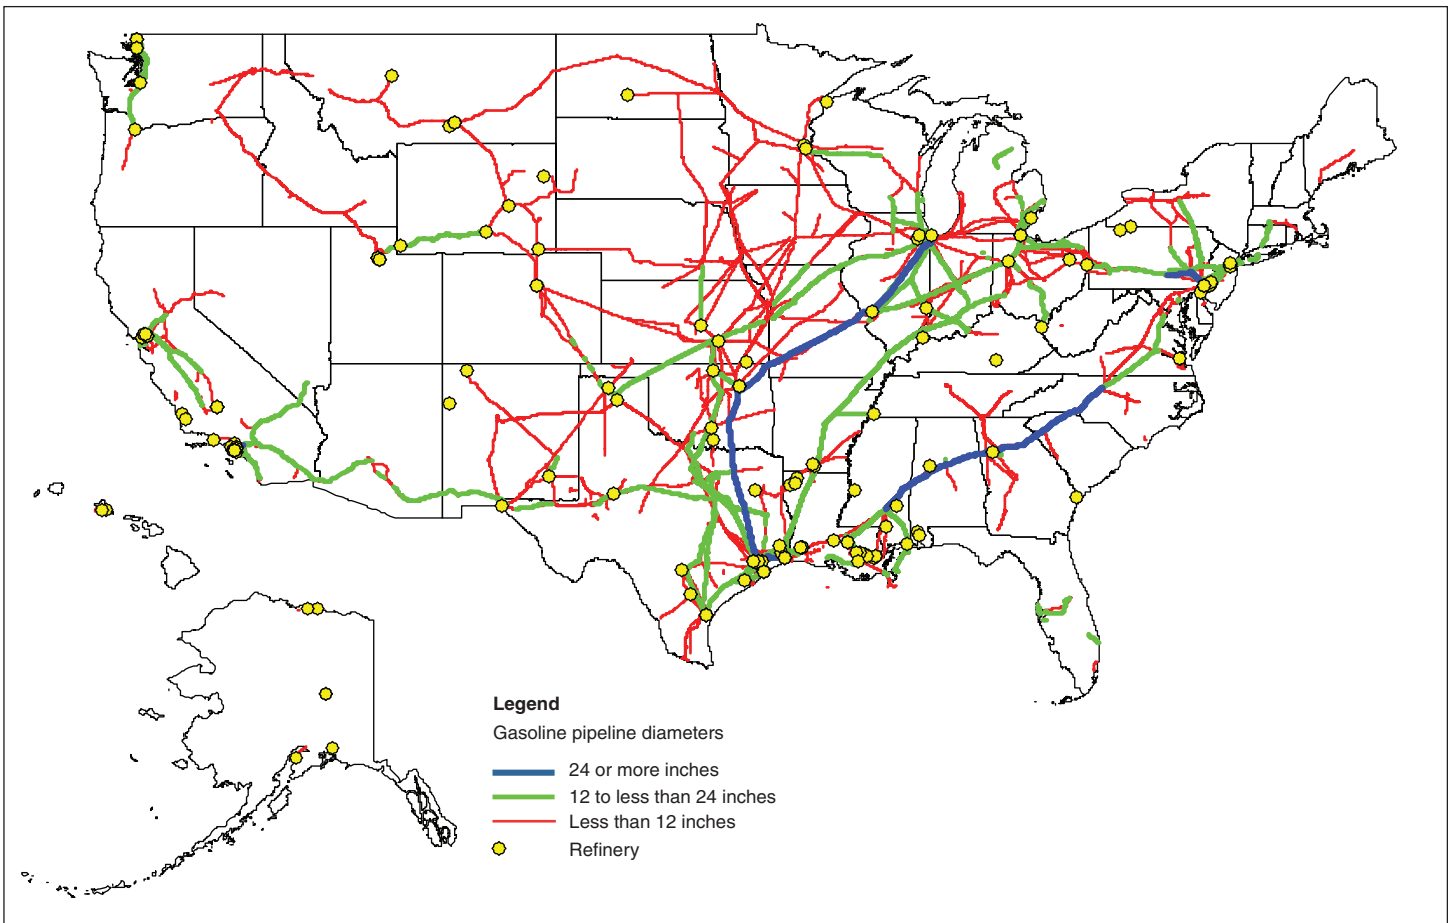 Legend
Gasoline pipeline diameters
24 or more inches
12 to less than 24 inches
Less than 12 inches
Refinery